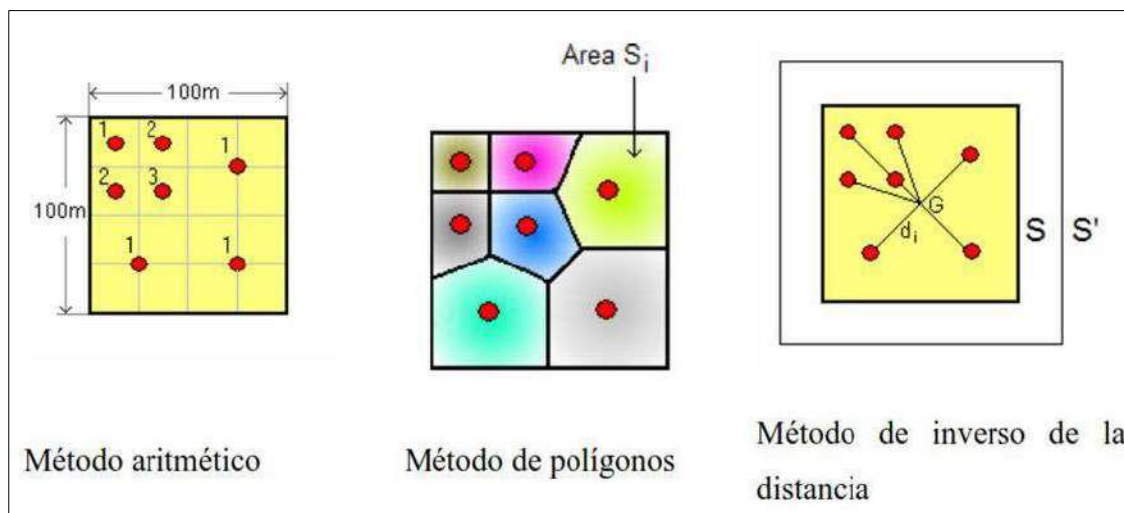 100m
100m
1
2
1
2
3
1
1
Método aritmético
Area Si
Método de polígonos
G
di
S
S'
Método de inverso de la
distancia